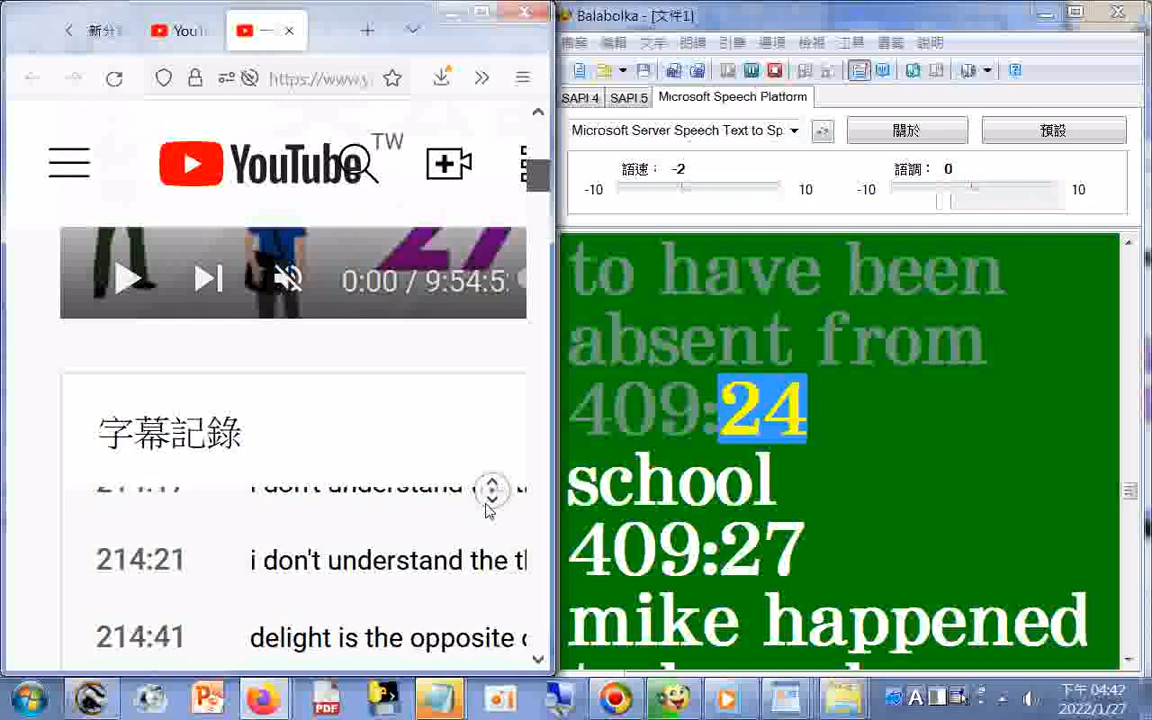 新分
YouT
一
https://www.y
YouTube
TW
0:00 / 9:54:5
字幕記錄
214:21
i don't understand the th
214:41
delight is the opposite
Balabolka - [文件1]
檔案
編輯
文字
朗讀
引擎
選項
檢視
工具
書籤
說明
SAPI 4
SAPI 5
Microsoft Speech Platform
Microsoft Server Speech Text to Sp
關於
預設
語速： -2
-10
10
語調： 0
-10
10
to have been
absent from
409:24
school
409:27
mike happened
PDF
A
下午 04:42
2022/1/27